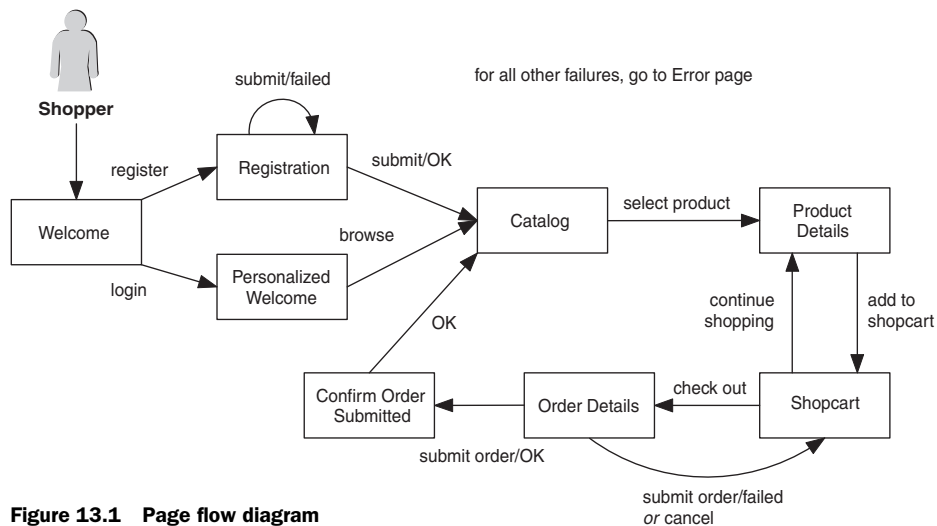 submit/failed
for all other failures, go to Error page
Shopper
register
Registration
submit/OK
Welcome
login
Personalized
Welcome
browse
Catalog
select product
Product
Details
OK
continue
shopping
add to
shopcart
Confirm Order
Submitted
submit order/OK
Order Details
check out
Shopcart
submit order/failed
or cancel
Figure 13.1 Page flow diagram